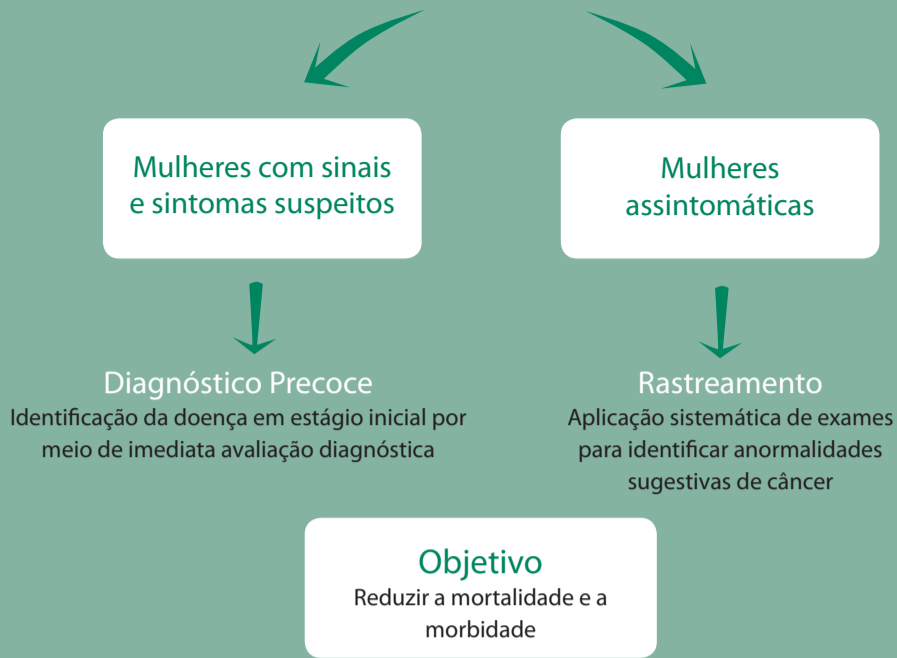 Mulheres com sinais
e sintomas suspeitos
Mulheres
assintomáticas
Diagnóstico Precoce
Identificação da doença em estágio inicial por
meio de imediata avaliação diagnóstica
Rastreamento
Aplicação sistemática de exames
para identificar anormalidades
sugestivas de câncer
Objetivo
Reduzir a mortalidade e a
morbidade